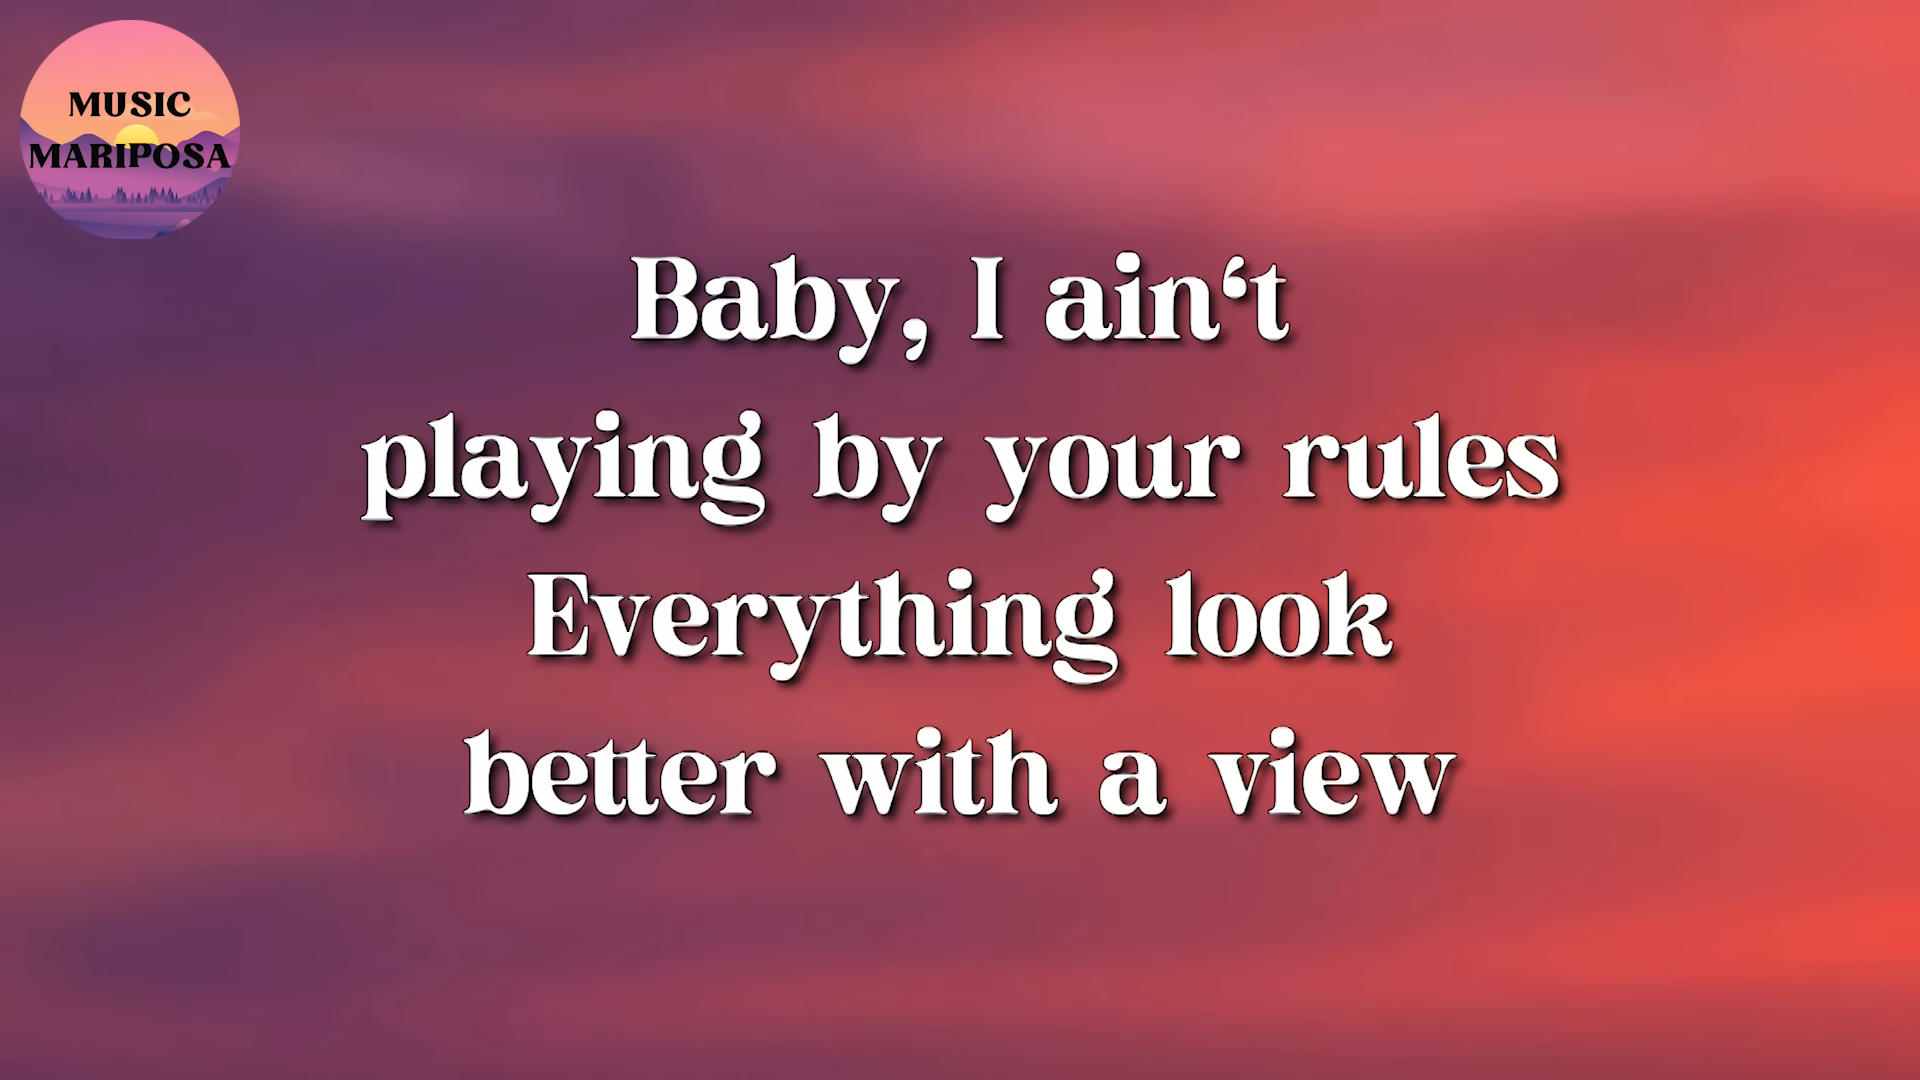 MUSIC
MARIPOSA
Baby, I ain‘t
playing by your rules
Everything look
better with a view